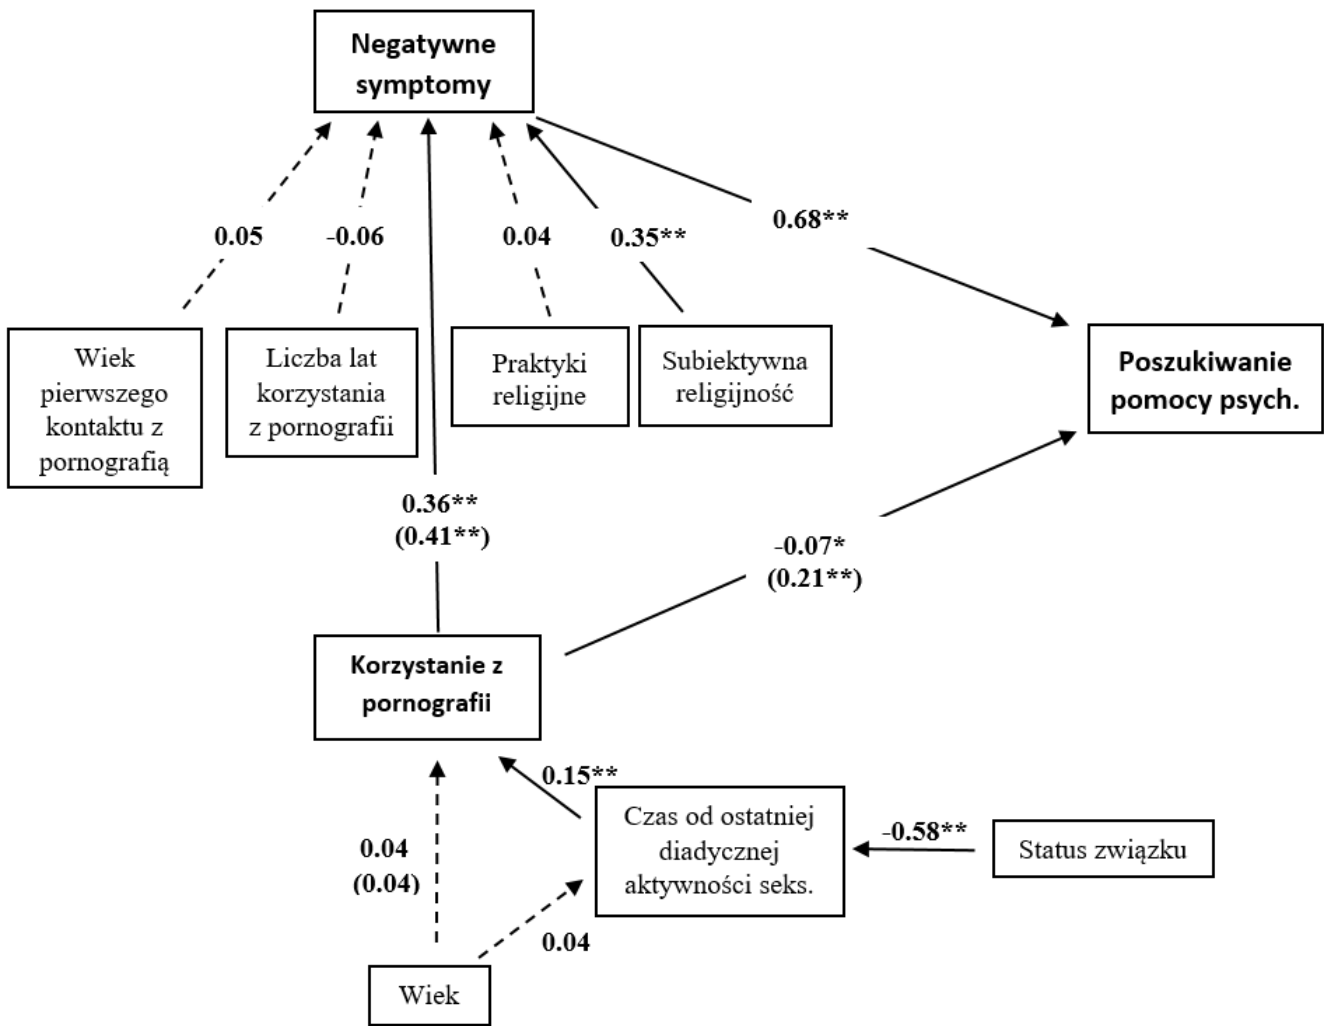 Negatywne
symptomy
0.05
-0.06
0.04
0.35**
0.68**
Wiek
pierwszego
kontaktu z
pornografią
Liczba lat
korzystania
z pornografii
Praktyki
religijne
Subiektywna
religijność
Poszukiwanie
pomocy psych.
0.36**
(0.41**)
-0.07*
(0.21**)
Korzystanie z
pornografii
0.15**
Czas od ostatniej
diadycznej
aktywności seks.
-0.58**
Status związku
0.04
(0.04)
0.04
Wiek